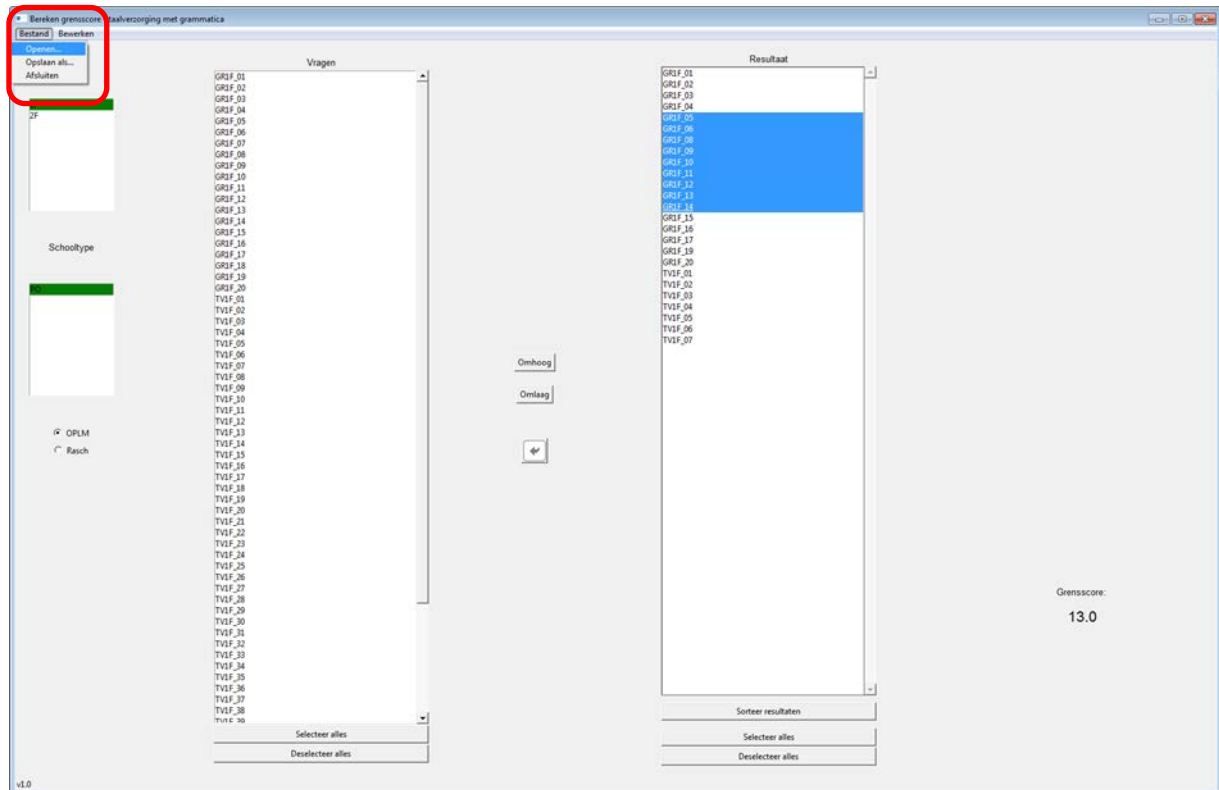 Bereken grensscore taalverzorging met grammatica
Bestand Bewerken
Openen...
Opslaan als...
Afsluiten
2F
Schooltype
PO
OPLM
Rasch
Vragen
GR1F_01
GR1F_02
GR1F_03
GR1F_04
GR1F_05
GR1F_06
GR1F_07
GR1F_08
GR1F_09
GR1F_10
GR1F_11
GR1F_12
GR1F_13
GR1F_14
GR1F_15
GR1F_16
GR1F_17
GR1F_18
GR1F_19
GR1F_20
TV1F_01
TV1F_02
TV1F_03
TV1F_04
TV1F_05
TV1F_06
TV1F_07
TV1F_08
TV1F_09
TV1F_10
TV1F_11
TV1F_12
TV1F_13
TV1F_14
TV1F_15
TV1F_16
TV1F_17
TV1F_18
TV1F_19
TV1F_20
TV1F_21
TV1F_22
TV1F_23
TV1F_24
TV1F_25
TV1F_26
TV1F_27
TV1F_28
TV1F_29
TV1F_30
TV1F_31
TV1F_32
TV1F_33
TV1F_34
TV1F_35
TV1F_36
TV1F_37
TV1F_38
TV1F_39
Selecteer alles
Deselecteer alles
Omhoog
Omlaag
Resultaat
GR1F_01
GR1F_02
GR1F_03
GR1F_04
GR1F_05
GR1F_06
GR1F_08
GR1F_09
GR1F_10
GR1F_11
GR1F_12
GR1F_13
GR1F_14
GR1F_15
GR1F_16
GR1F_17
GR1F_19
GR1F_20
TV1F_01
TV1F_02
TV1F_03
TV1F_04
TV1F_05
TV1F_06
TV1F_07
Sorteer resultaten
Selecteer alles
Deselecteer alles
Grensscore:
13.0
v1.0